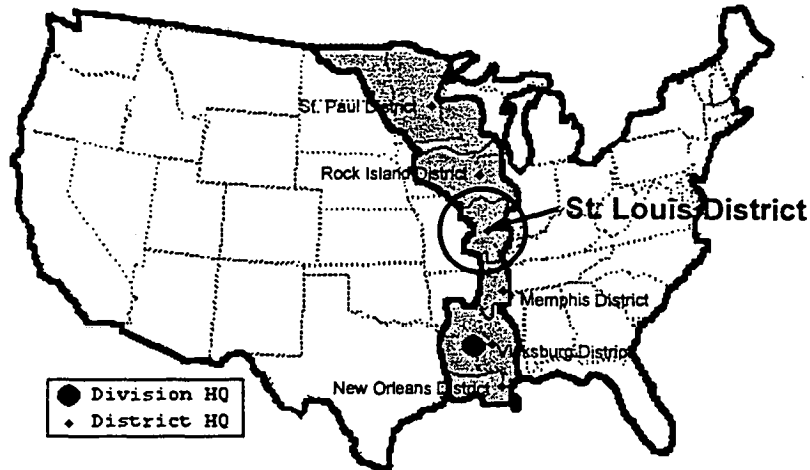 St. Paul District
Rock Island District
St. Louis District
Memphis District
Vicksburg District
New Orleans District
Division HQ
District HQ